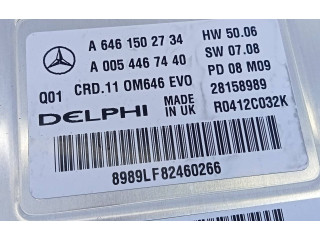 A 646 150 27 34 HW 50.06
A 005 446 74 40 SW 07.08
Q01 CRD.11 OM646 EVO PD 08 M09
DELPHI MADE IN UK 28158989
R0412C032K
8989LF82460266